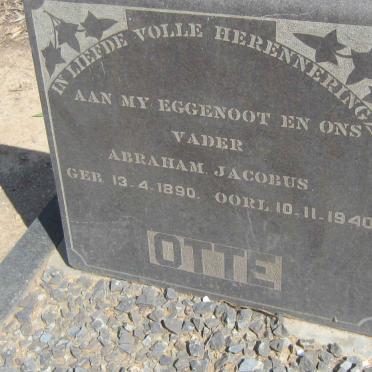 IN LIEFDE VOLLE HERENNERING
AAN MY EGGENOOT EN ONS
VADER
ABRAHAM JACOBUS
GEB. 13.4.1890. OORL. 10.11.1940
OTTE